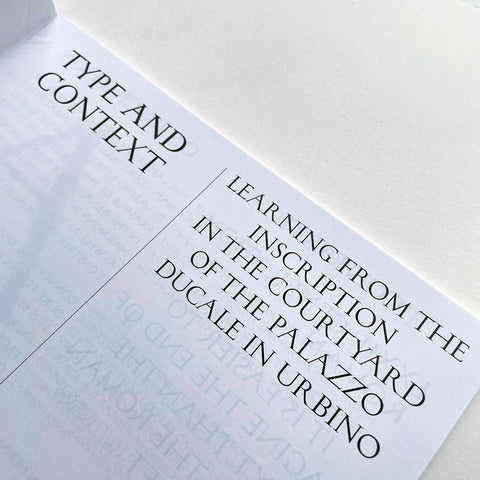 TYPE AND
CONTEXT
LEARNING FROM THE
INSCRIPTION
IN THE COURTYARD
OF THE PALAZZO
DUCALE IN URBINO